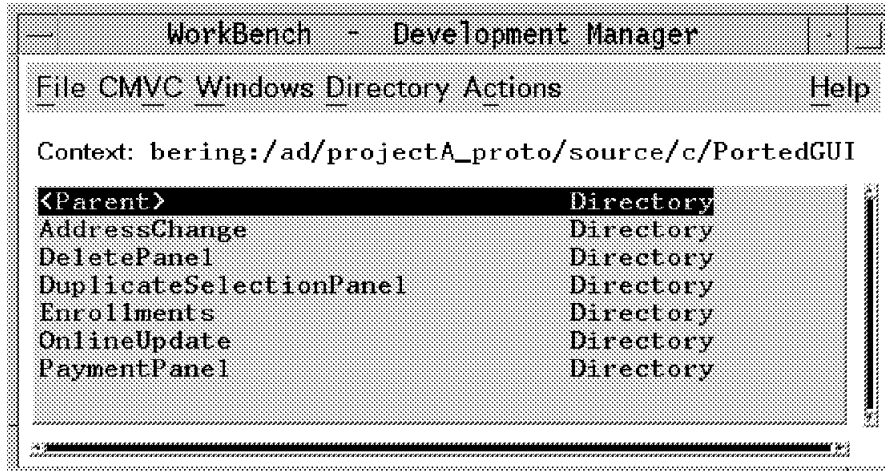 WorkBench - Development Manager
File CMVC Windows Directory Actions Help
Context: bering:/ad/projectA_proto/source/c/PortedGUI
<Parent> Directory
AddressChange Directory
DeletePanel Directory
DuplicateSelectionPanel Directory
Enrollments Directory
OnlineUpdate Directory
PaymentPanel Directory